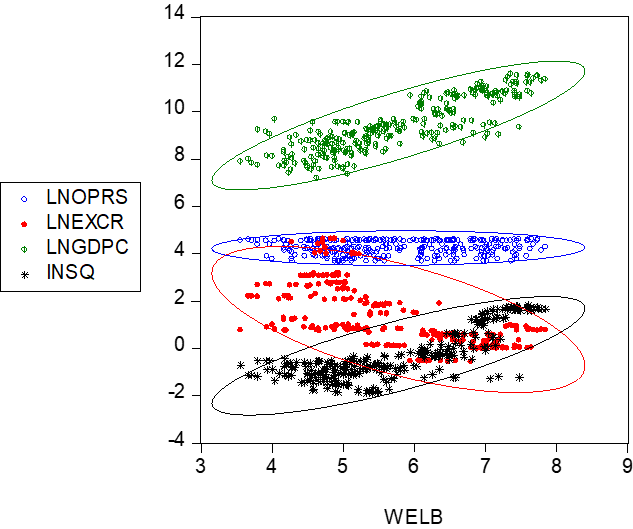 14
12
10
8
6
4
2
0
-2
-4
LNOPRS
LNEXCR
LNGDPC
INSQ
3 4 5 6 7 8 9
WELB